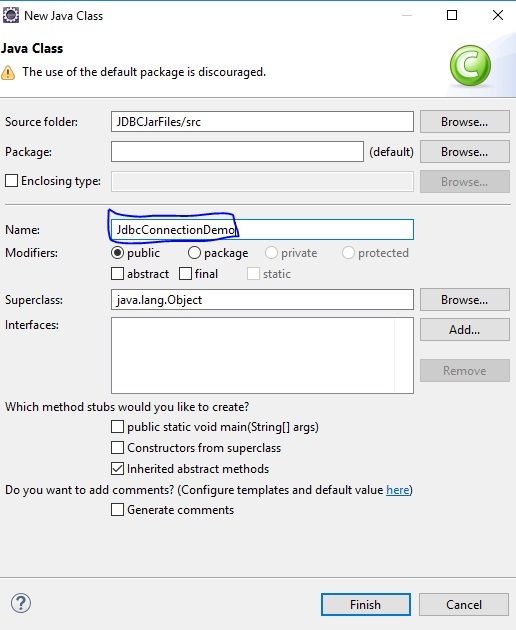 New Java Class
Java Class
The use of the default package is discouraged.
Source folder: JDBCJarFiles/src Browse...
Package: (default) Browse...
Enclosing type: Browse...
Name: JdbcConnectionDemo
Modifiers: public package private protected
abstract final static
Superclass: java.lang.Object Browse...
Interfaces: Add...
Remove
Which method stubs would you like to create?
public static void main(String[] args)
Constructors from superclass
Inherited abstract methods
Do you want to add comments? (Configure templates and default value here)
Generate comments
? Finish Cancel